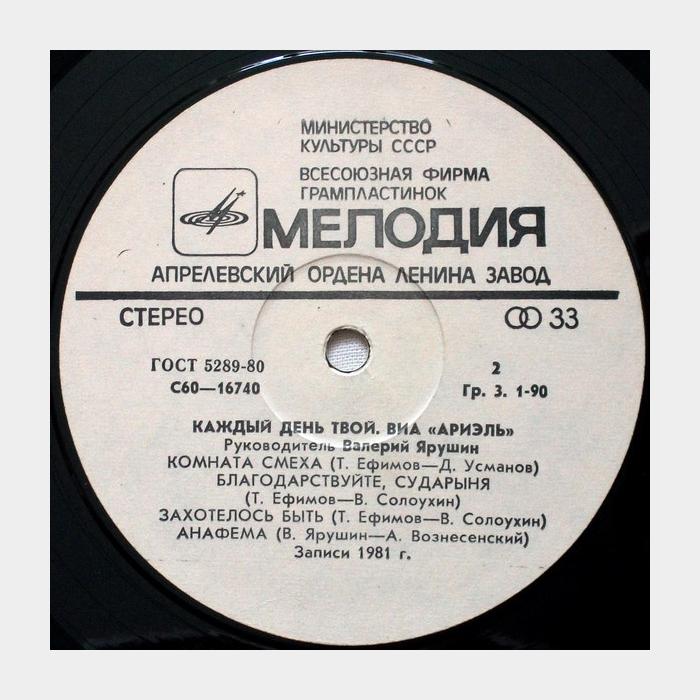 МИНИСТЕРСТВО
КУЛЬТУРЫ СССР
ВСЕСОЮЗНАЯ ФИРМА
ГРАМПЛАСТИНОК
МЕЛОДИЯ
АПРЕЛЕВСКИЙ ОРДЕНА ЛЕНИНА ЗАВОД
СТЕРЕО 33
ГОСТ 5289-80 2
С60—16740 Гр. 3. 1-90
КАЖДЫЙ ДЕНЬ ТВОЙ. ВИА «АРИЭЛЬ»
Руководитель Валерий Ярушин
КОМНАТА СМЕХА (Т. Ефимов—Д. Усманов)
БЛАГОДАРСТВУЙТЕ, СУДАРЫНЯ
(Т. Ефимов—В. Солоухин)
ЗАХОТЕЛОСЬ БЫТЬ (Т. Ефимов—В. Солоухин)
АНАФЕМА (В. Ярушин—А. Вознесенский)
Записи 1981 г.